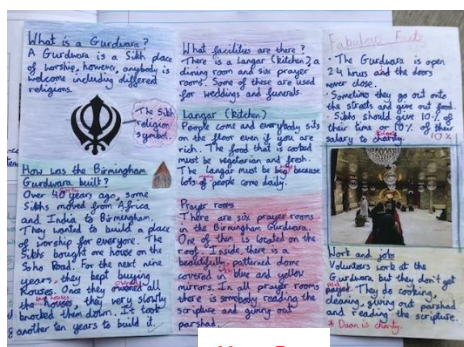 What is a Gurdwara?
A Gurdwara is a Sikh place
of worship, however, anybody is
welcome including different
religions.
The Sikh
religion
symbol.
How was the Birmingham
Gurdwara built?
Over 40 years ago, some
Sikhs moved from Africa
and India to Birmingham.
They wanted to build a place
of worship for everyone. The
Sikhs bought one house on the
Soho Road. For the next nine
years, they kept buying
houses. Once they owned all
the houses, they very slowly
knocked them down. It took
another ten years to build it.
What facilities are there?
There is a Langar (kitchen), a
dining room and six prayer
rooms. Some of these are used
for weddings and funerals.
Langar (kitchen)
People come and everybody sits
on the floor even if you are
rich. The food that is
must be vegetarian and fresh.
The langar must be big because
lots of people come daily.
Prayer rooms
There are six prayer rooms
in the Birmingham Gurdwara.
One of them is located on the
roof. Inside there is a
beautifully patterned dome
covered in blue and yellow
mirrors. In all prayer rooms
there is somebody reading the
scripture and giving out
parshad.
Fabulous Facts
The Gurdwara is open
24 hours and the doors
never close.
Sometimes they go out onto
the streets and give out food.
Sikhs should give 10% of
their time or 10% of their
salary to charity.
10%
Work and jobs
Volunteers work at the
Gurdwara but they don't get
They do cooking,
cleaning, giving out parshad
and reading the scripture.
* Daan is charity.